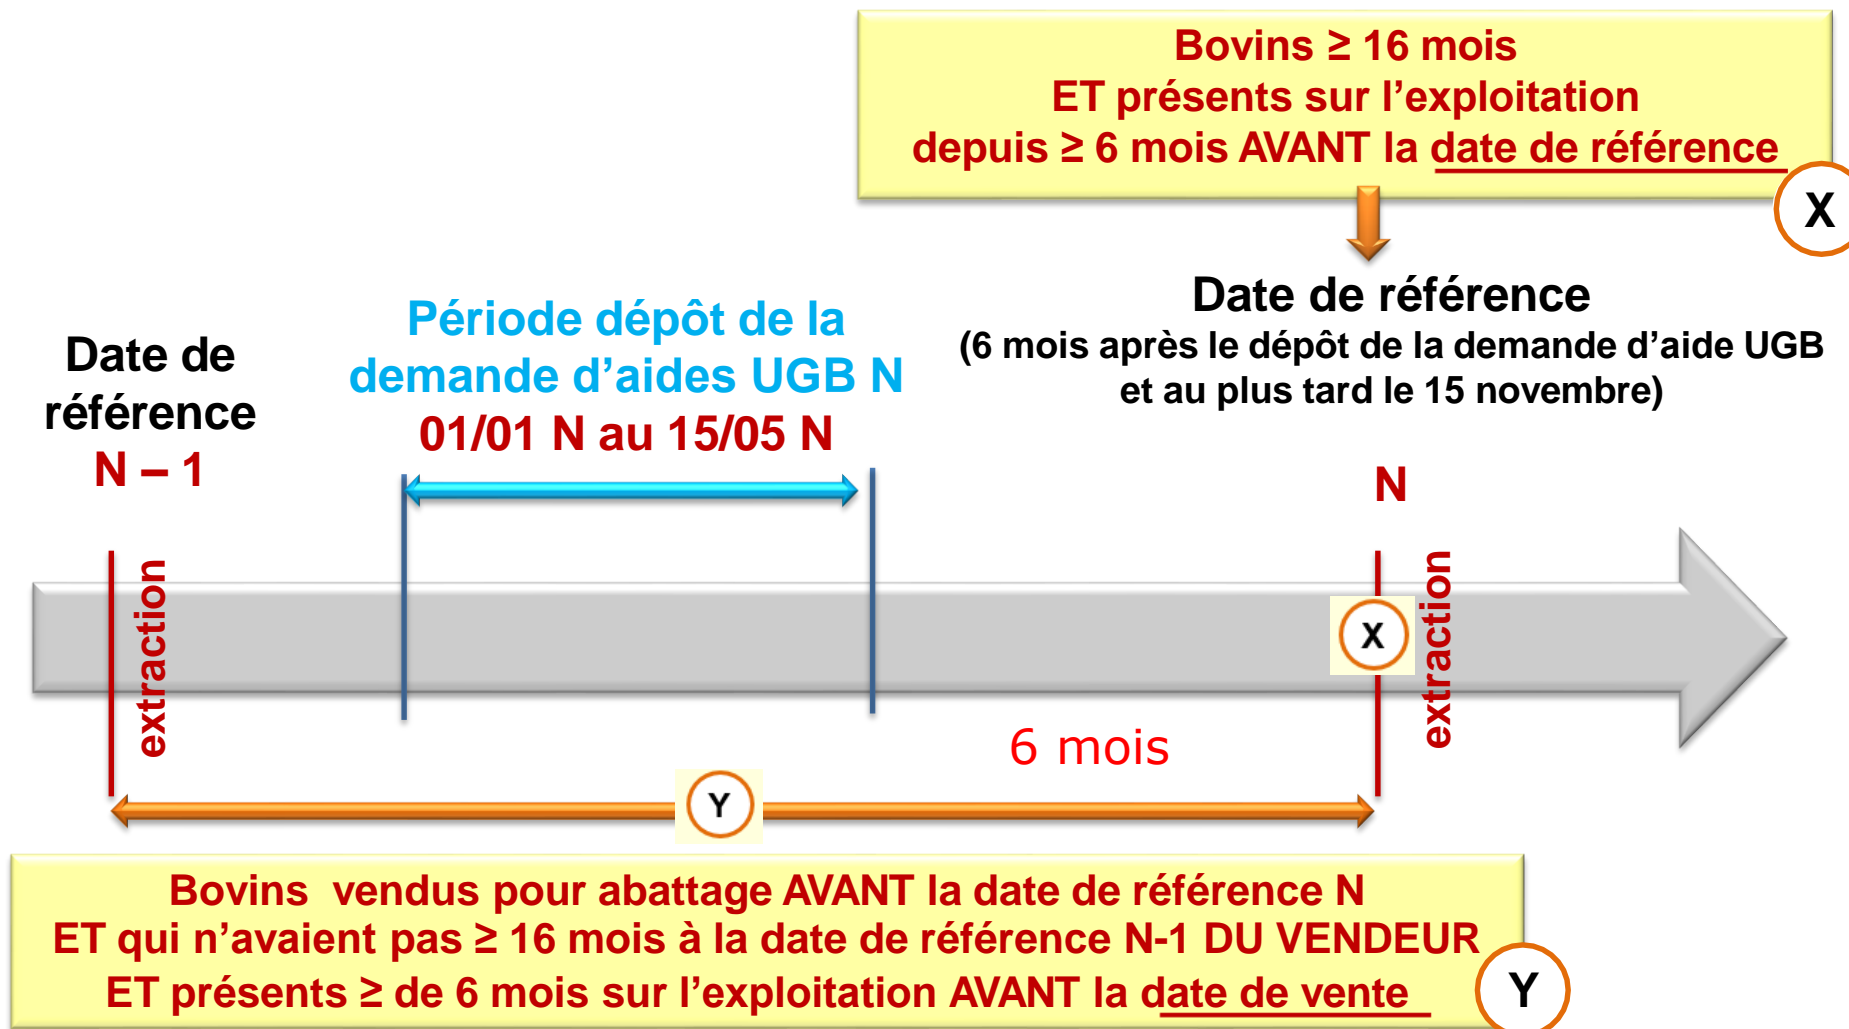 Bovins ≥ 16 mois
ET présents sur l’exploitation
depuis ≥ 6 mois AVANT la date de référence
X
Date de référence
(6 mois après le dépôt de la demande d’aide UGB
et au plus tard le 15 novembre)
Période dépôt de la
demande d’aides UGB N
01/01 N au 15/05 N
Date de
référence
N – 1
N
extraction
X
extraction
6 mois
Y
Bovins vendus pour abattage AVANT la date de référence N
ET qui n’avaient pas ≥ 16 mois à la date de référence N-1 DU VENDEUR
ET présents ≥ de 6 mois sur l’exploitation AVANT la date de vente
Y